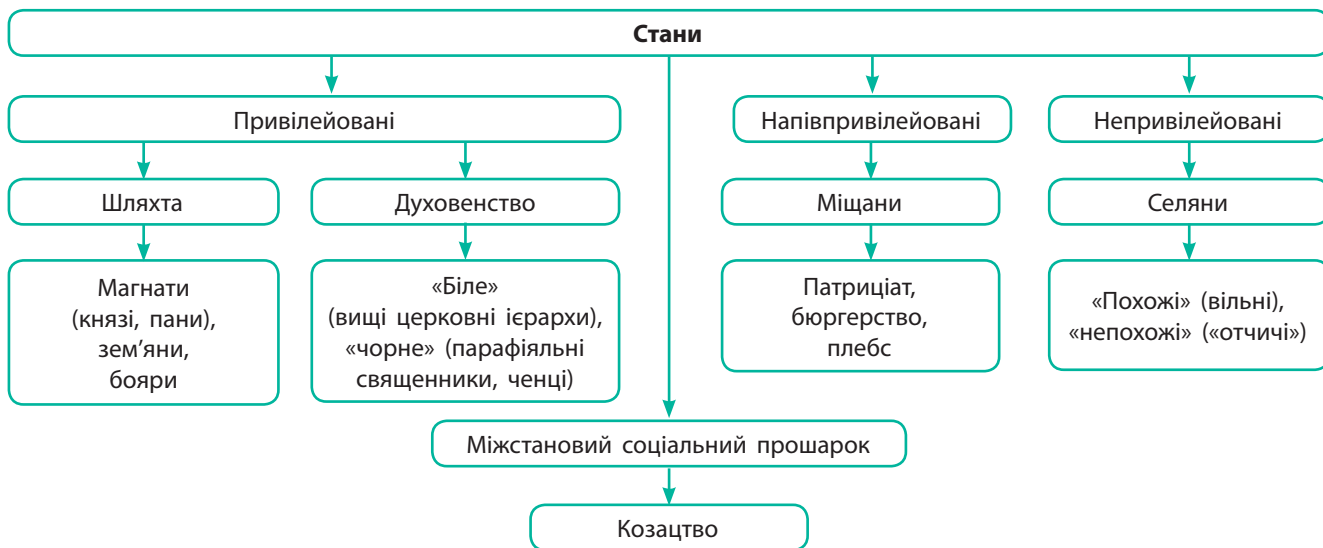 Стани
Привілейовані
Напівпривілейовані
Непривілейовані
Шляхта
Духовенство
Міщани
Селяни
Магнати
(князі, пани),
зем’яни,
бояри
«Біле»
(вищі церковні ієрархи),
«чорне» (парафіяльні
священники, ченці)
Патриціат,
бюргерство,
плебс
«Похожі» (вільні),
«непохожі» («отчичі»)
Міжстановий соціальний прошарок
Козацтво